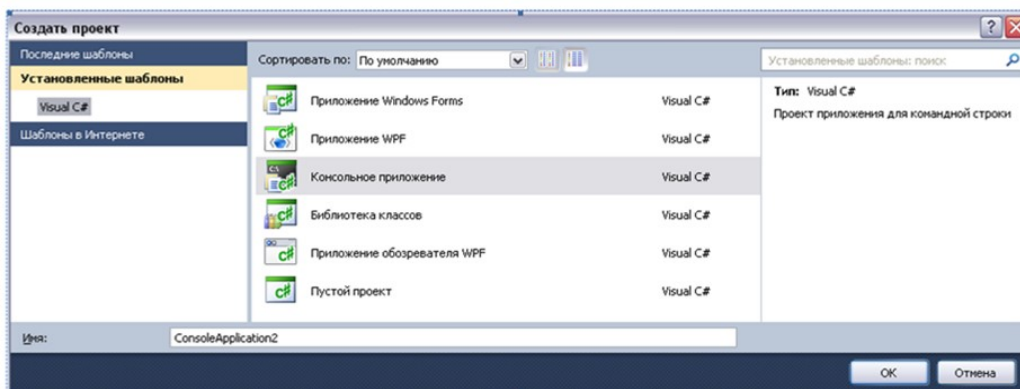 Создать проект
Последние шаблоны
Установленные шаблоны
Visual C#
Шаблоны в Интернете
Сортировать по: По умолчанию
Приложение Windows Forms Visual C#
Приложение WPF Visual C#
Консольное приложение Visual C#
Библиотека классов Visual C#
Приложение обозревателя WPF Visual C#
Пустой проект Visual C#
Установленные шаблоны: поиск
Тип: Visual C#
Проект приложения для командной строки
Имя: ConsoleApplication2
OK Отмена